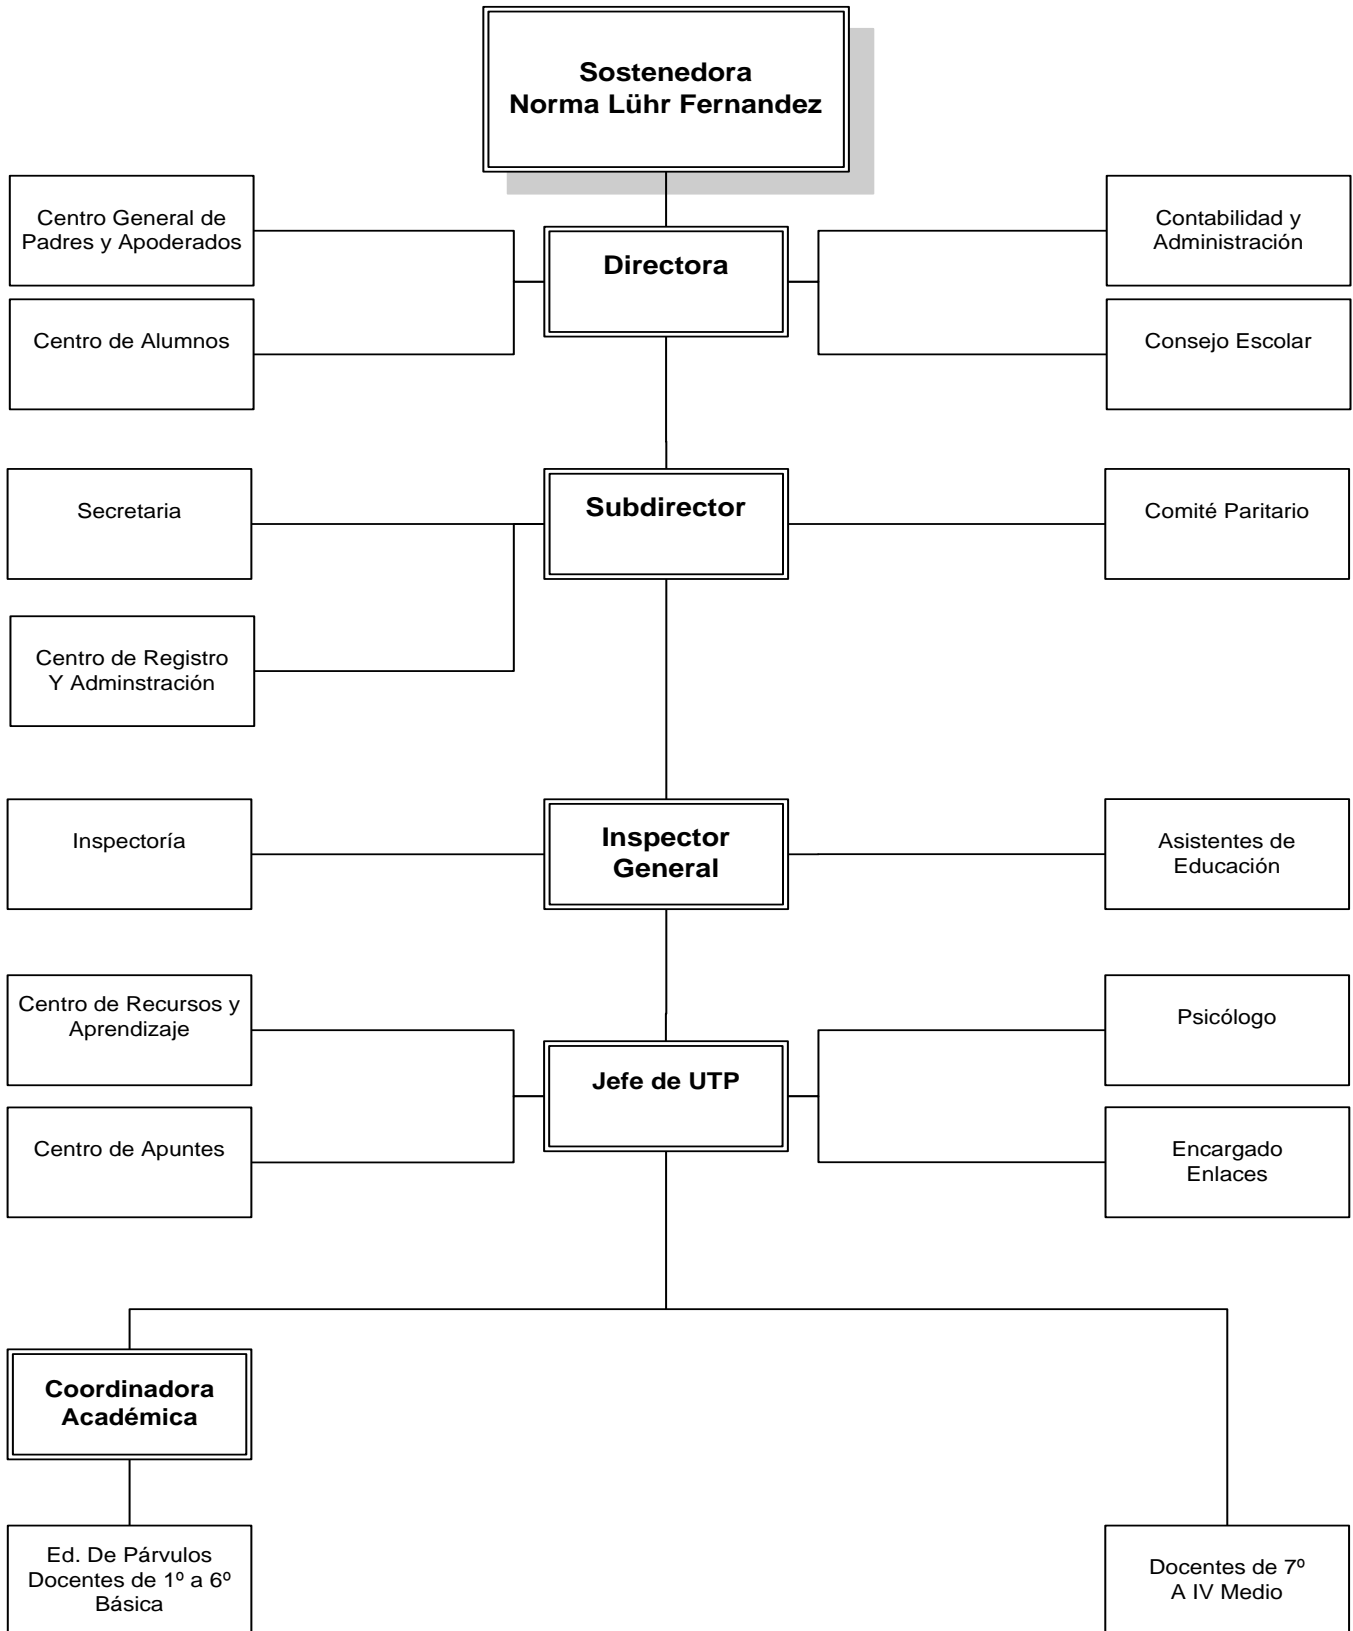 Sostenedora
Norma Lühr Fernandez
Centro General de
Padres y Apoderados
Contabilidad y
Administración
Directora
Centro de Alumnos
Consejo Escolar
Secretaria
Subdirector
Comité Paritario
Centro de Registro
Y Adminstración
Inspectoría
Inspector
General
Asistentes de
Educación
Centro de Recursos y
Aprendizaje
Psicólogo
Jefe de UTP
Centro de Apuntes
Encargado
Enlaces
Coordinadora
Académica
Ed. De Párvulos
Docentes de 1º a 6º
Básica
Docentes de 7º
A IV Medio